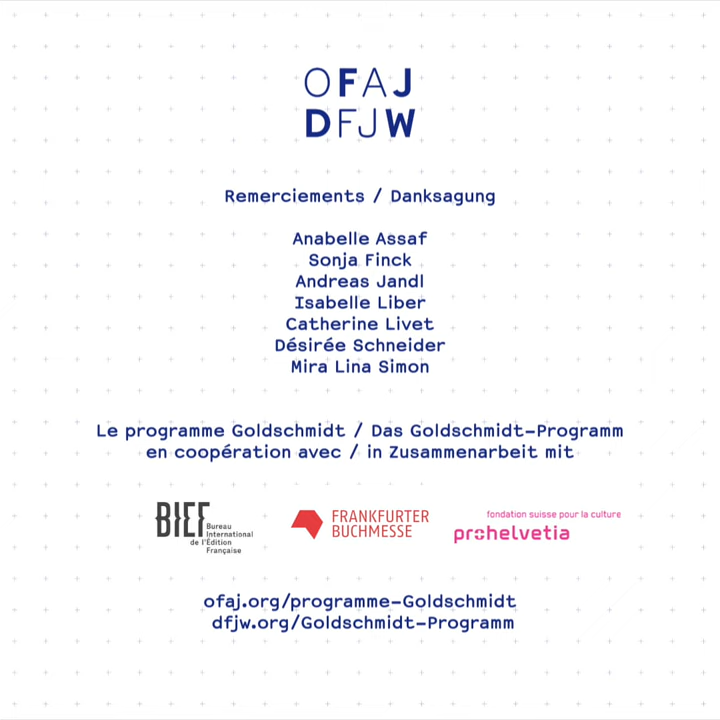 OFAJ
DFJW
Remerciements / Danksagung
Anabelle Assaf
Sonja Finck
Andreas Jandl
Isabelle Liber
Catherine Livet
Désirée Schneider
Mira Lina Simon
Le programme Goldschmidt / Das Goldschmidt-Programm
en coopération avec / in Zusammenarbeit mit
BIEF
Bureau
International
de l'Édition
Française
FRANKFURTER
BUCHMESSE
fondation suisse pour la culture
prohelvetia
ofaj.org/programme-Goldschmidt
dfjw.org/Goldschmidt-Programm